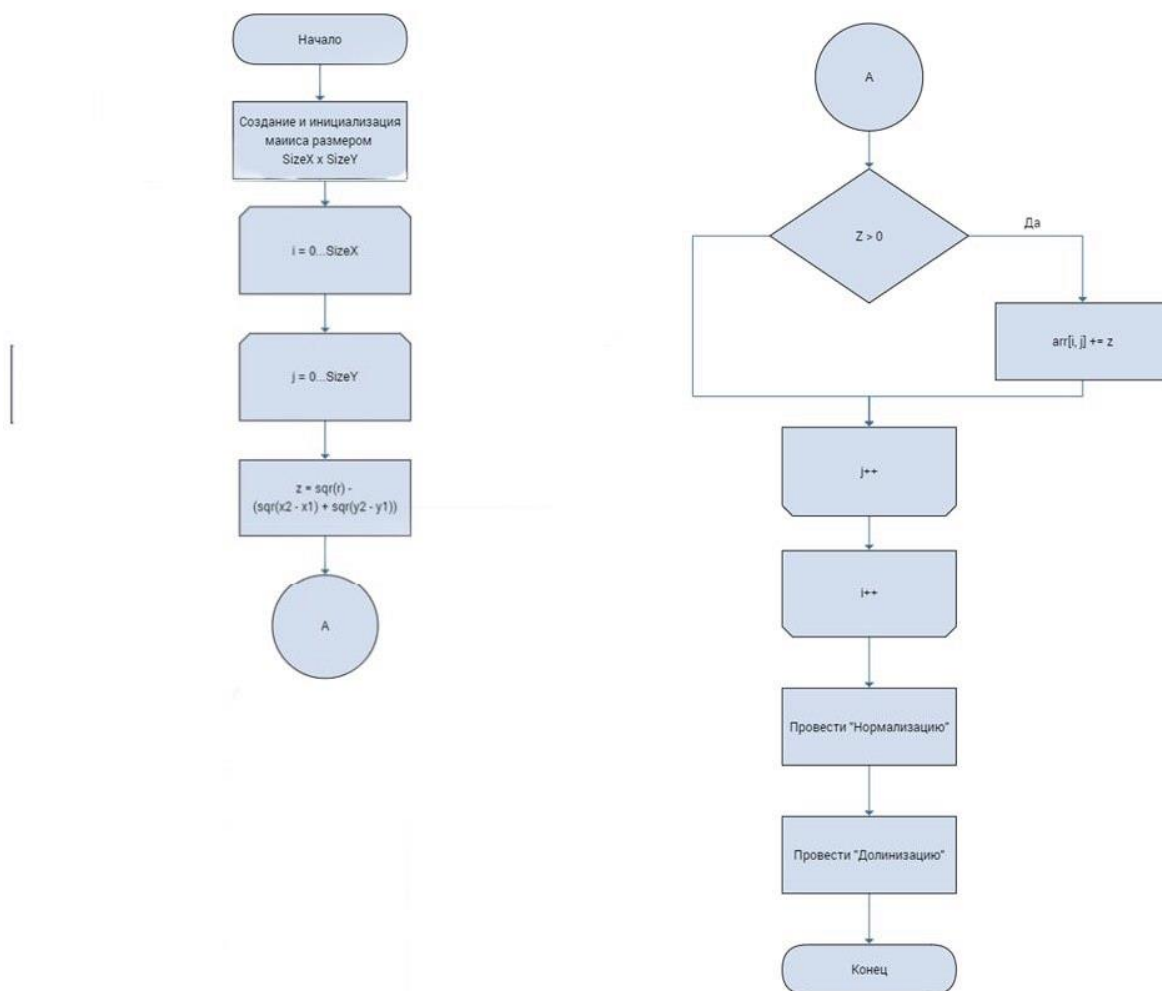 Начало
Создание и инициализация
маииса размером
SizeX x SizeY
i = 0...SizeX
j = 0...SizeY
z = sqr(r) -
(sqr(x2 - x1) + sqr(y2 - y1))
A
A
Z > 0
Да
arr[i, j] += z
j++
i++
Провести "Нормализацию"
Провести "Долинизацию"
Конец